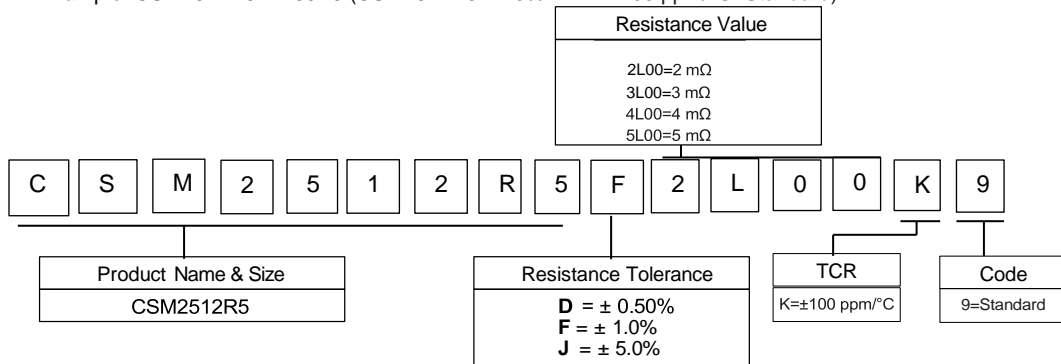 Resistance Value
2L00=2 mΩ
3L00=3 mΩ
4L00=4 mΩ
5L00=5 mΩ
C S M 2 5 1 2 R 5 F 2 L 0 0 K 9
Product Name & Size
CSM2512R5
Resistance Tolerance
D = ± 0.50%
F = ± 1.0%
J = ± 5.0%
TCR
K=±100 ppm/°C
Code
9=Standard